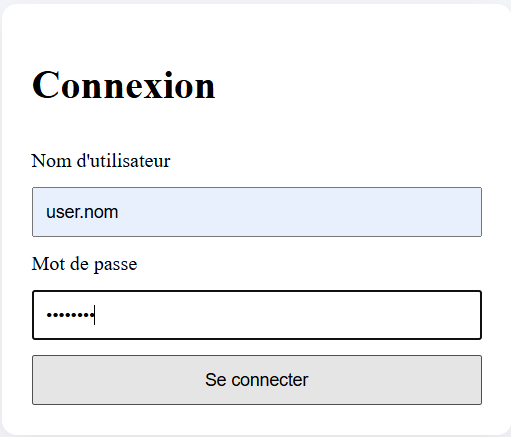 Connexion
Nom d'utilisateur
user.nom
Mot de passe
••••••••
Se connecter